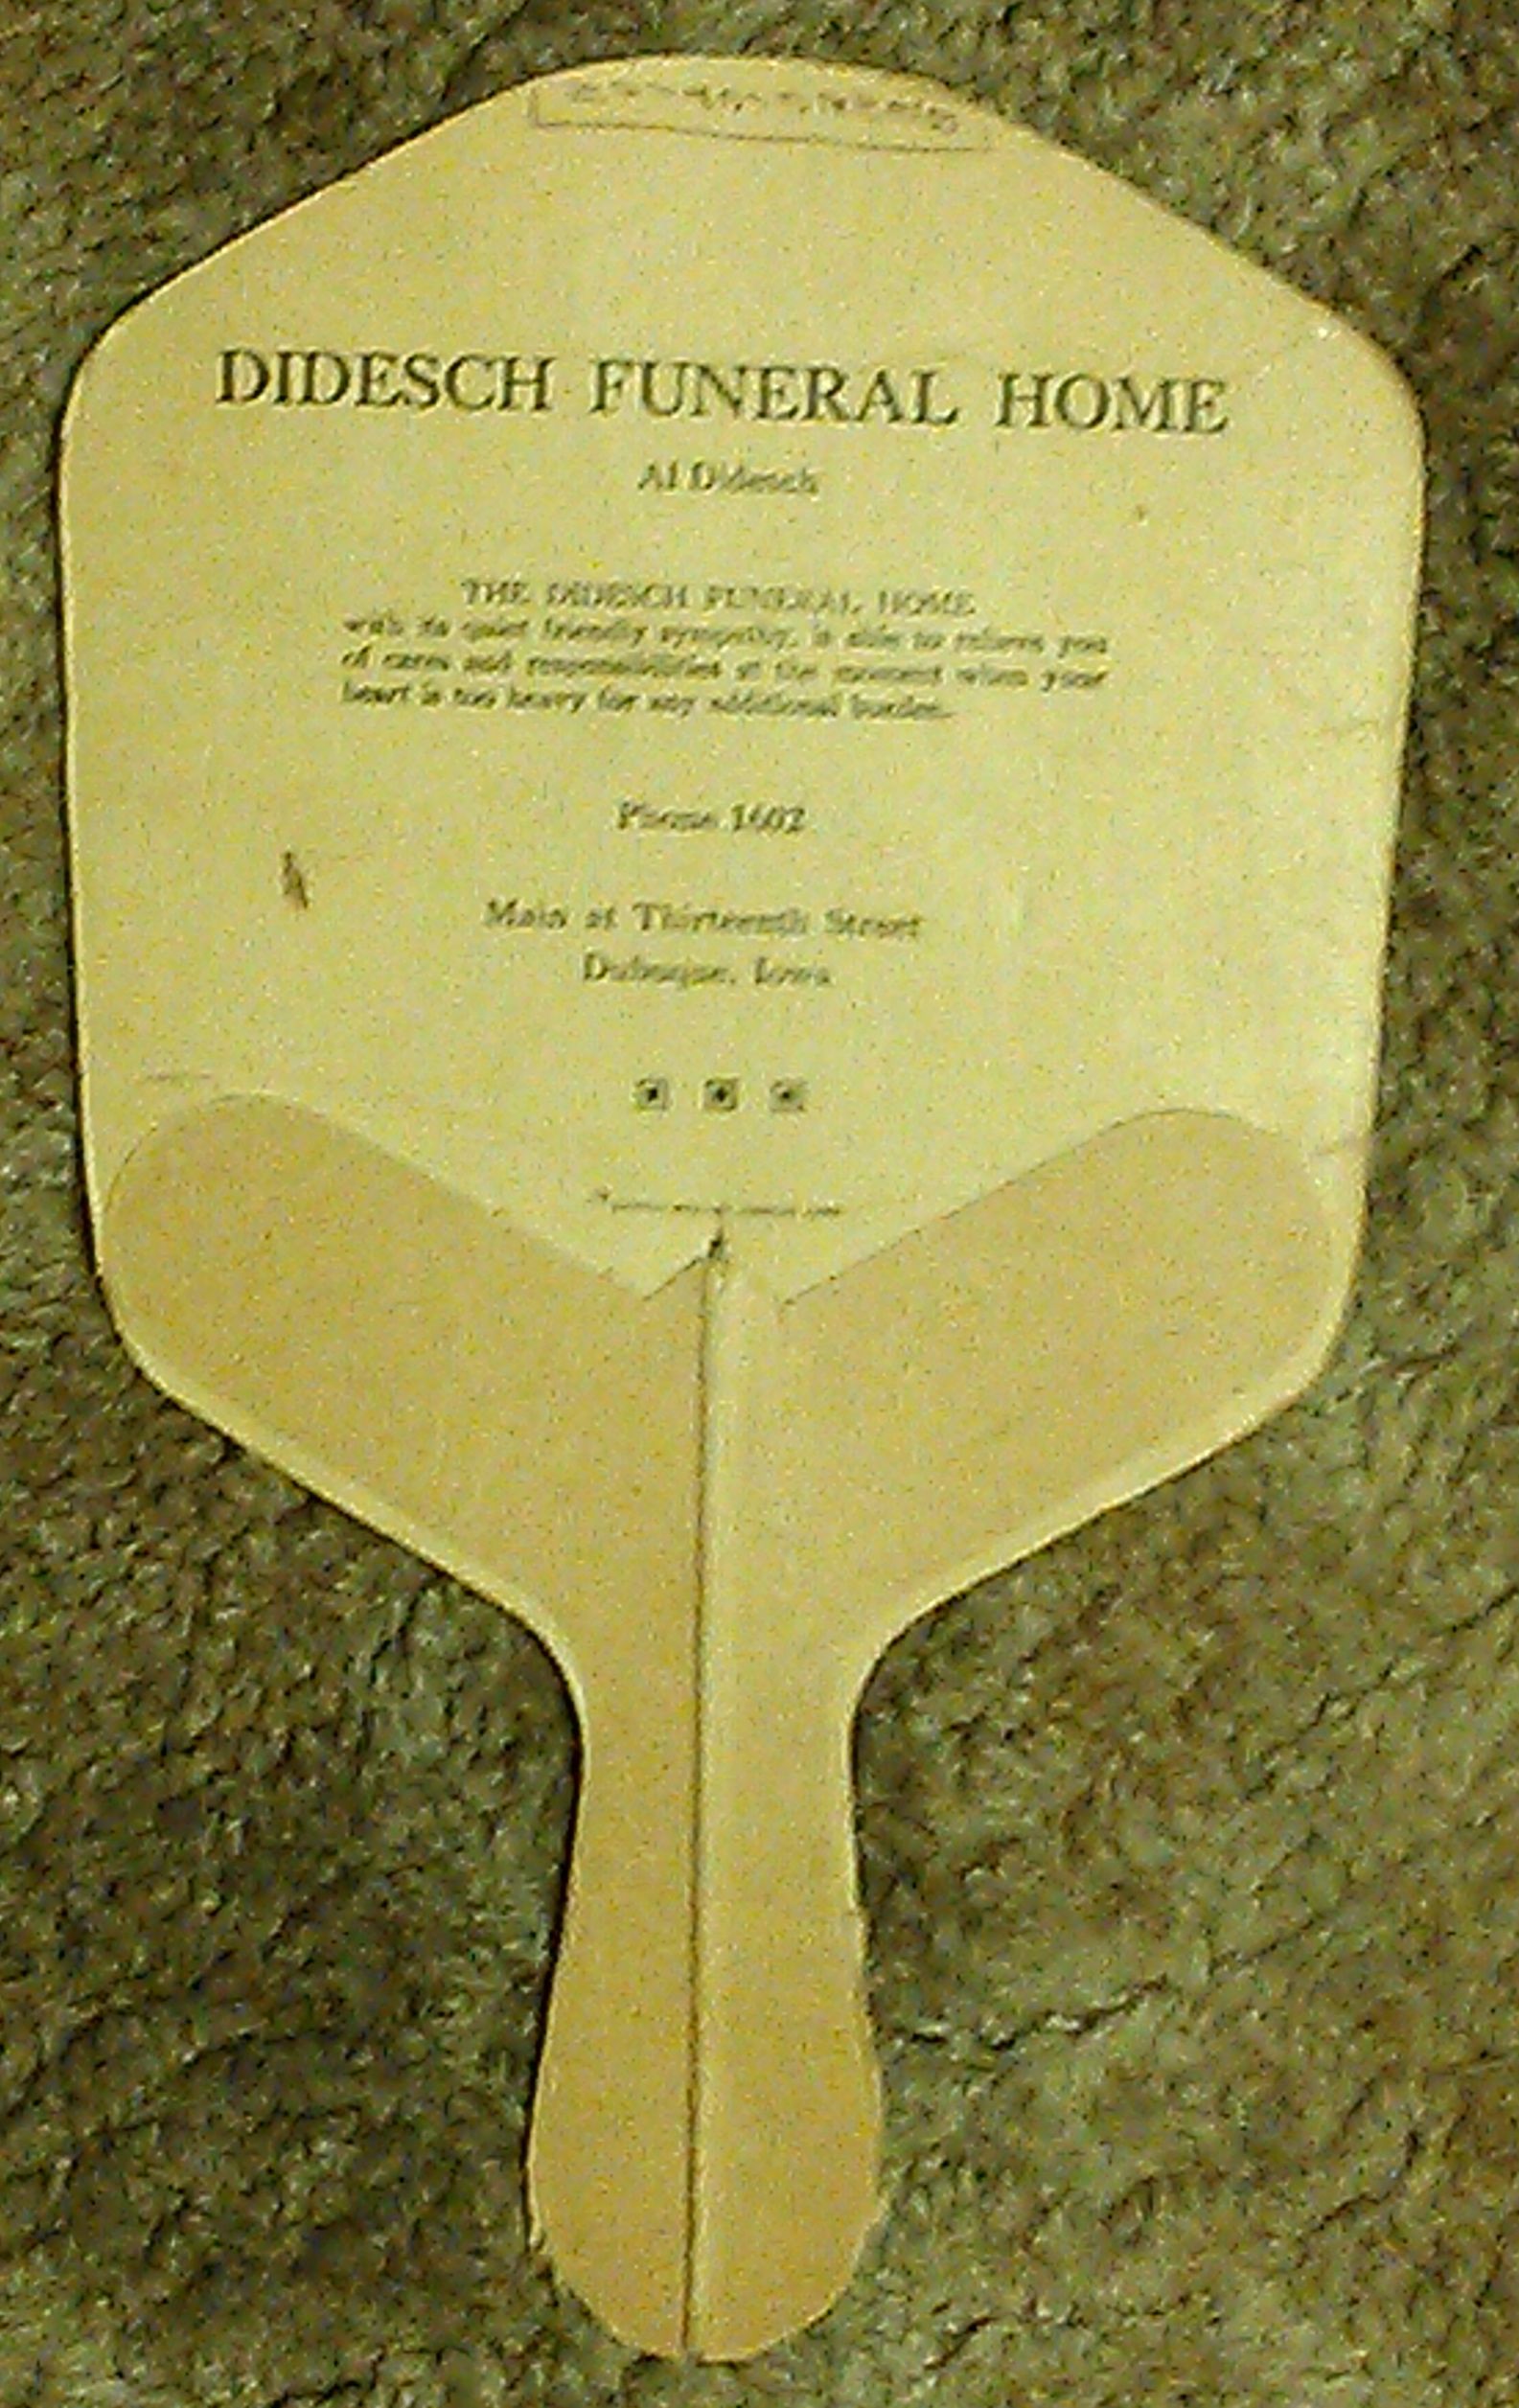 DIDESCH FUNERAL HOME
Al Didesch
THE DIDESCH FUNERAL HOME
with its quiet friendly sympathy, is able to relieve you
of cares and responsibilities at the moment when your
heart is too heavy for any additional burden.
Phone 1602
Main at Thirteenth Street
Dubuque, Iowa